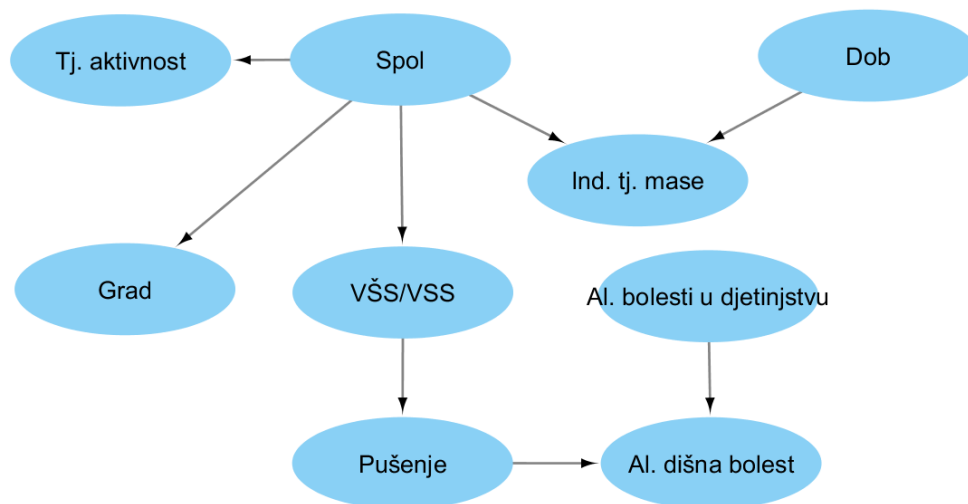 Tj. aktivnost
Spol
Dob
Ind. tj. mase
Grad
VŠS/VSS
Al. bolesti u djetinjstvu
Pušenje
Al. dišna bolest